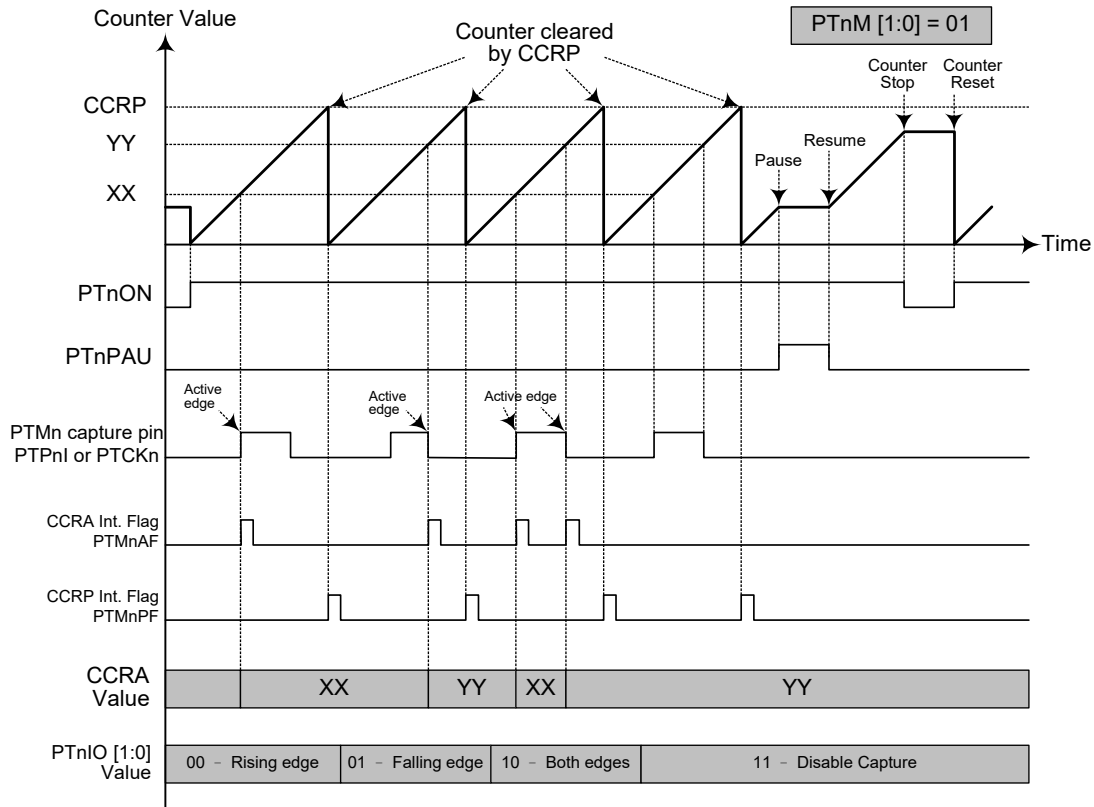 Counter Value
PTnM [1:0] = 01
Counter cleared
by CCRP
Counter
Stop
Counter
Reset
CCRP
YY
XX
Pause
Resume
Time
PTnON
PTnPAU
Active
edge
Active
edge
Active edge
PTMn capture pin
PTPnI or PTCKn
CCRA Int. Flag
PTMnAF
CCRP Int. Flag
PTMnPF
CCRA
Value
XX
YY
XX
YY
PTnIO [1:0]
Value
00 - Rising edge
01 - Falling edge
10 - Both edges
11 - Disable Capture